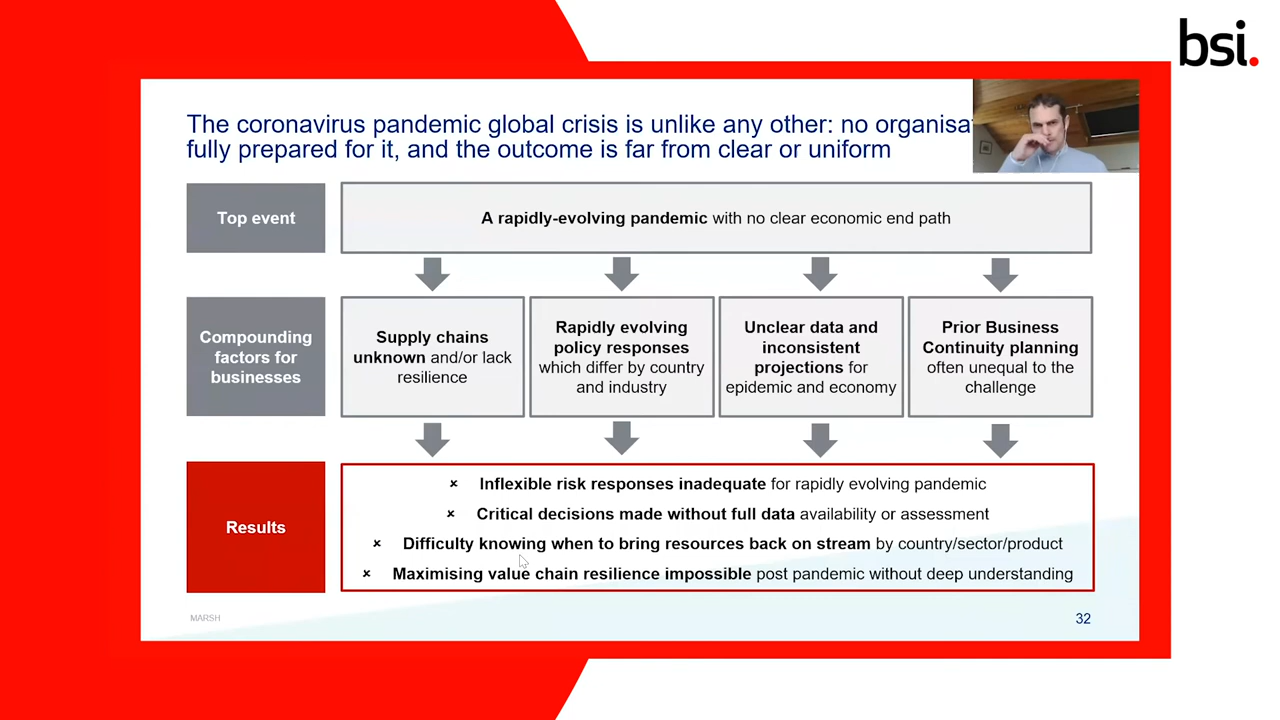 bsi.
The coronavirus pandemic global crisis is unlike any other: no
fully prepared for it, and the outcome is far from clear or uniform
Top event
A rapidly-evolving pandemic with no clear economic end path
Compounding
factors for
businesses
Supply chains
unknown and/or lack
resilience
Rapidly evolving
policy responses
which differ by country
and industry
Unclear data and
inconsistent
projections for
epidemic and economy
Prior Business
Continuity planning
often unequal to the
challenge
Results
× Inflexible risk responses inadequate for rapidly evolving pandemic
× Critical decisions made without full data availability or assessment
× Difficulty knowing when to bring resources back on stream by country/sector/product
× Maximising value chain resilience impossible post pandemic without deep understanding
MARSH
32